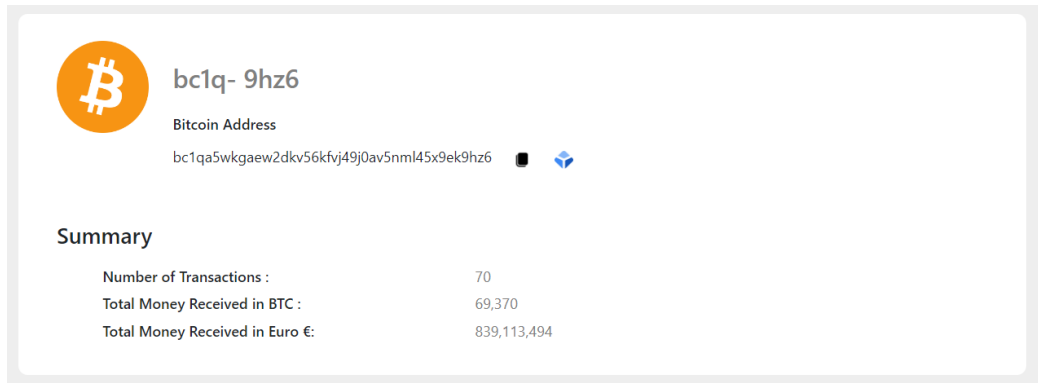 bc1q- 9hz6
Bitcoin Address
bc1qa5wkgaew2dkv56kfvj49j0av5nml45x9ek9hz6
Summary
Number of Transactions : 70
Total Money Received in BTC : 69,370
Total Money Received in Euro €: 839,113,494